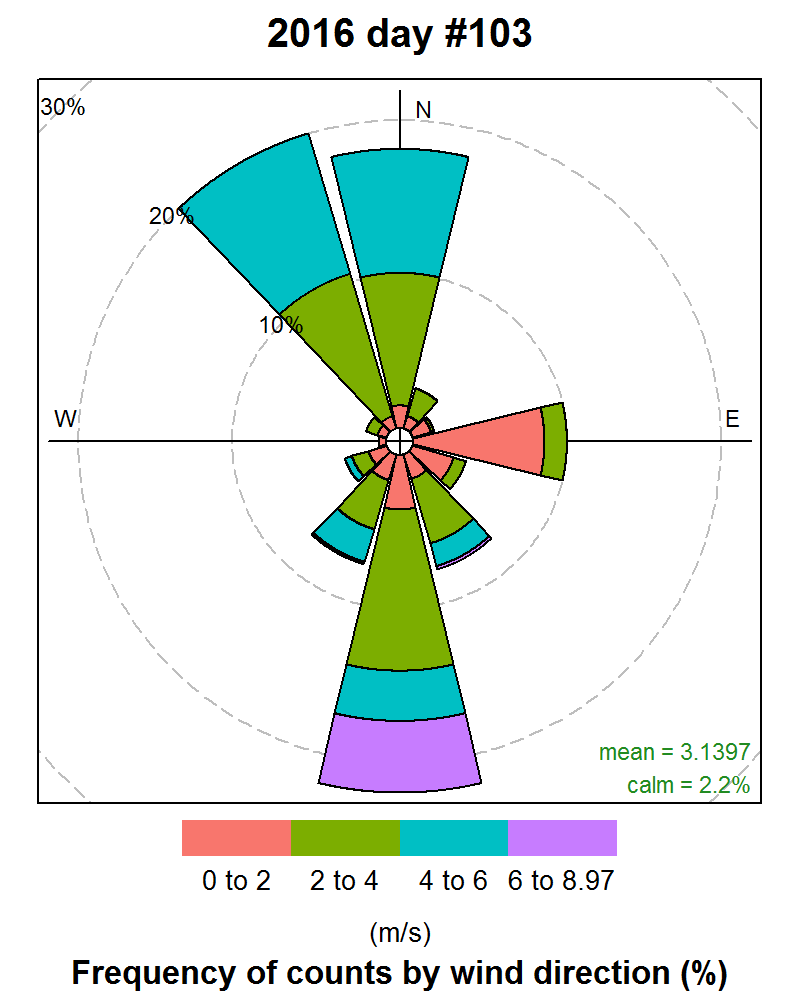 2016 day #103
30%
N
20%
10%
W
E
mean = 3.1397
calm = 2.2%
0 to 2 2 to 4 4 to 6 6 to 8.97
(m/s)
Frequency of counts by wind direction (%)